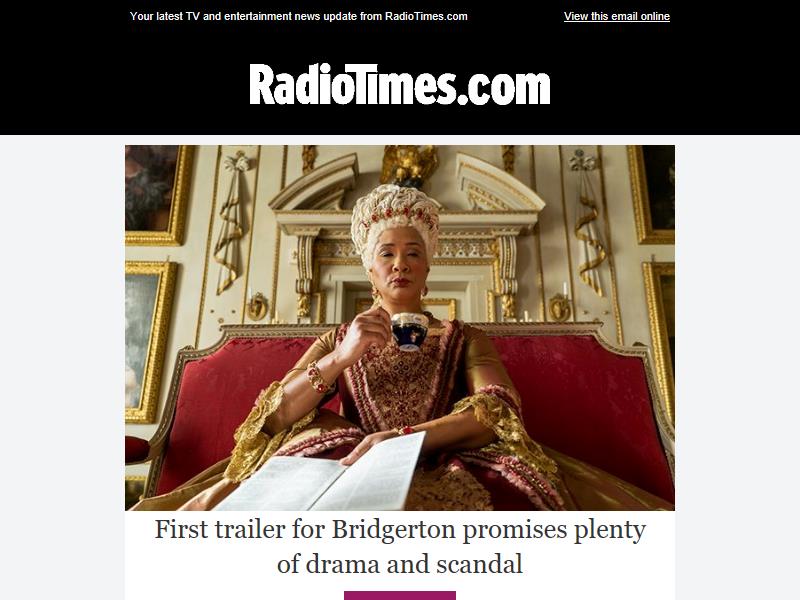 Your latest TV and entertainment news update from RadioTimes.com
View this email online
RadioTimes.com
First trailer for Bridgerton promises plenty
of drama and scandal